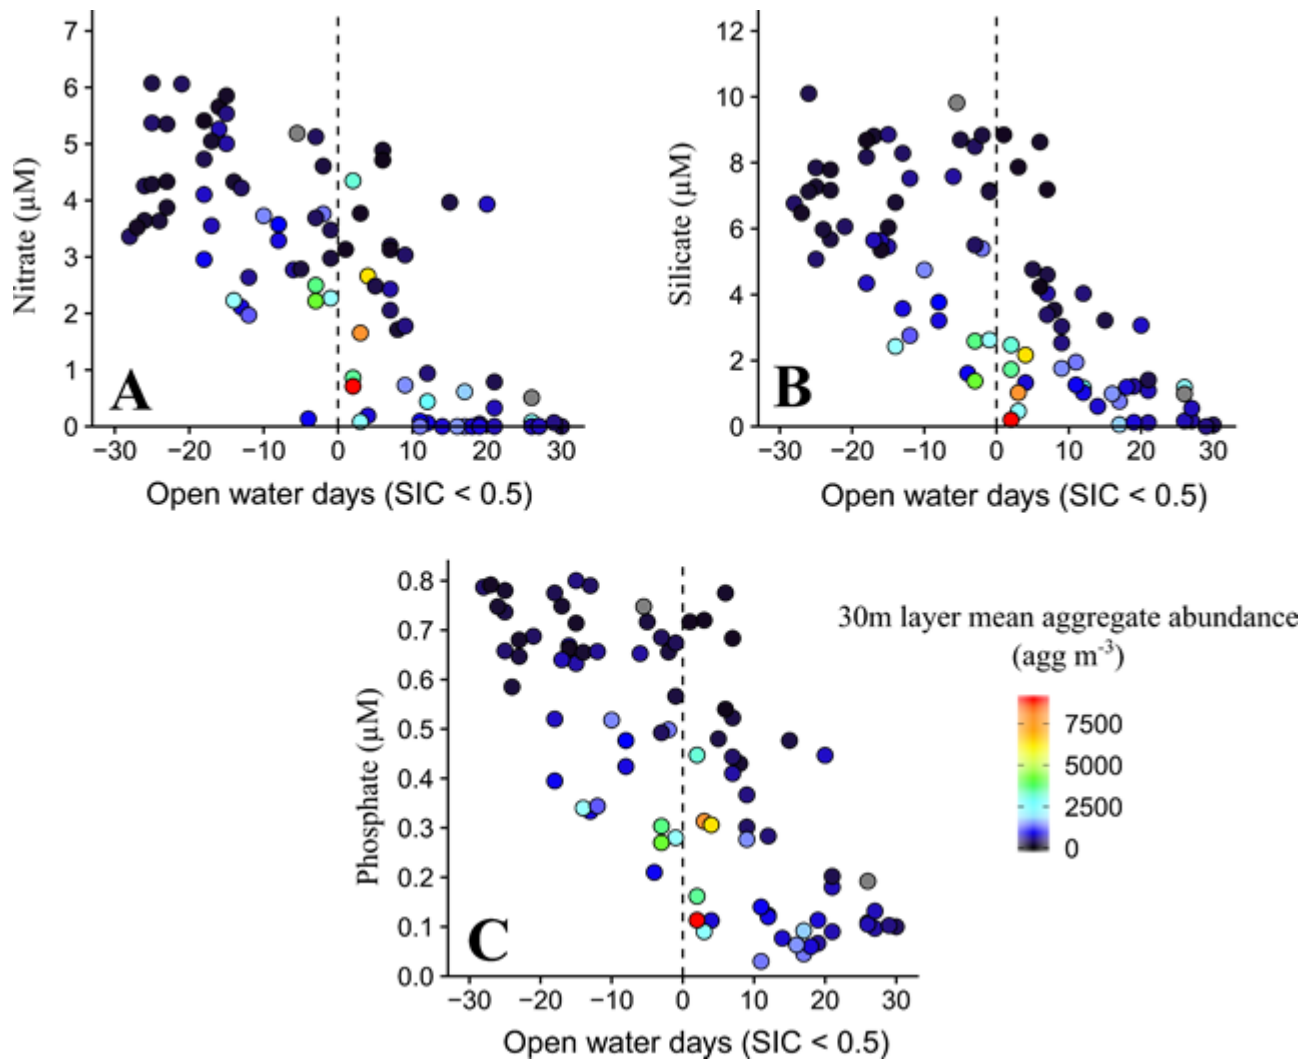 7
6
5
4
3
2
1
0
Nitrate (µM)
A
−30 −20 −10 0 10 20 30
Open water days (SIC < 0.5)
12
10
8
6
4
2
0
Silicate (µM)
B
−30 −20 −10 0 10 20 30
Open water days (SIC < 0.5)
0.8
0.7
0.6
0.5
0.4
0.3
0.2
0.1
0.0
Phosphate (µM)
C
−30 −20 −10 0 10 20 30
Open water days (SIC < 0.5)
30m layer mean aggregate abundance
(agg m⁻³)
7500
5000
2500
0